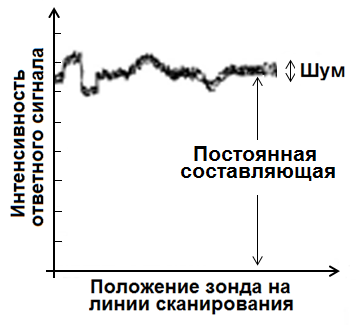 Интенсивность
ответного сигнала
Шум
Постоянная
составляющая
Положение зонда на
линии сканирования